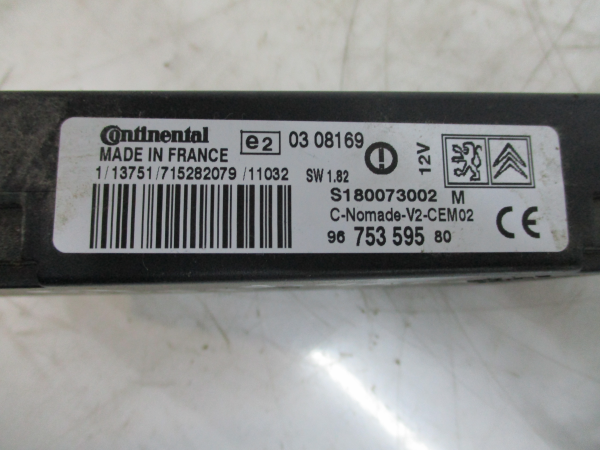 Continental
MADE IN FRANCE
e2 03 08169
12V
1/13751/715282079/11032 SW 1.82
S180073002 M
C-Nomade-V2-CEM02
96 753 595 80
CE